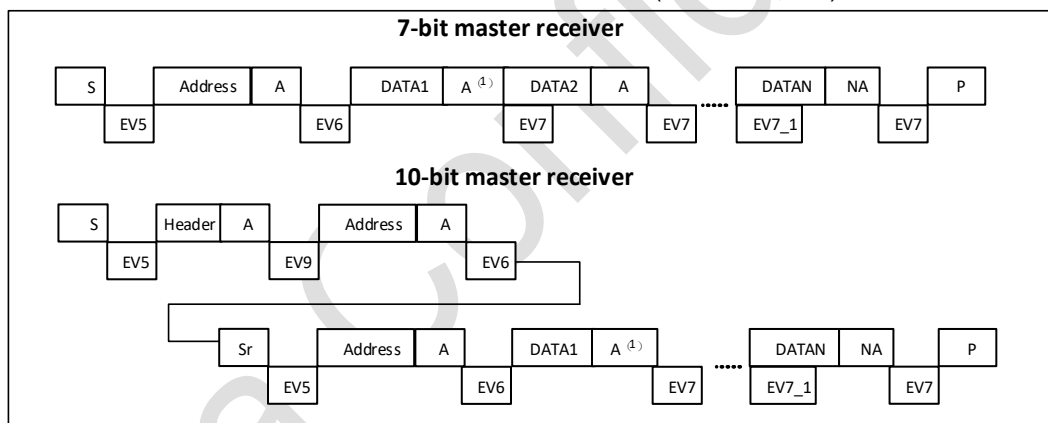 7-bit master receiver
S Address A DATA1 A (1) DATA2 A ..... DATAN NA P
EV5 EV6 EV7 EV7 EV7_1 EV7
10-bit master receiver
S Header A Address A
EV5 EV9 EV6
Sr Address A DATA1 A (1) ..... DATAN NA P
EV5 EV6 EV7 EV7_1 EV7